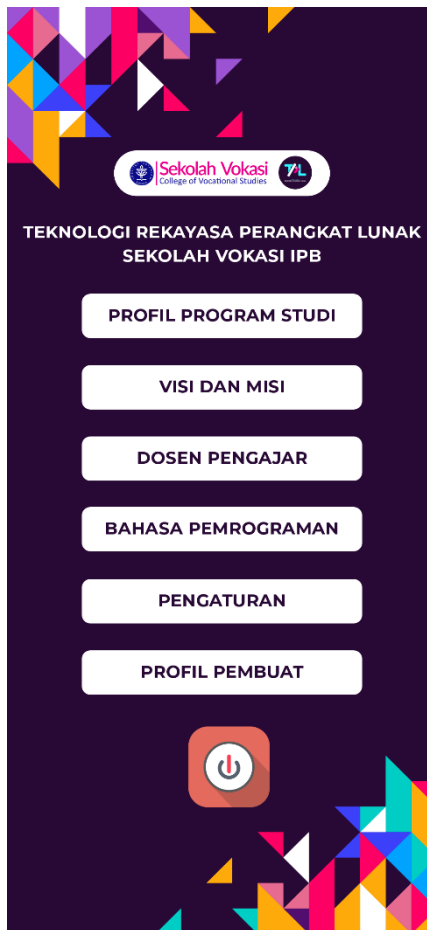 Sekolah Vokasi
College of Vocational Studies
TEKNOLOGI REKAYASA PERANGKAT LUNAK
SEKOLAH VOKASI IPB
PROFIL PROGRAM STUDI
VISI DAN MISI
DOSEN PENGAJAR
BAHASA PEMROGRAMAN
PENGATURAN
PROFIL PEMBUAT